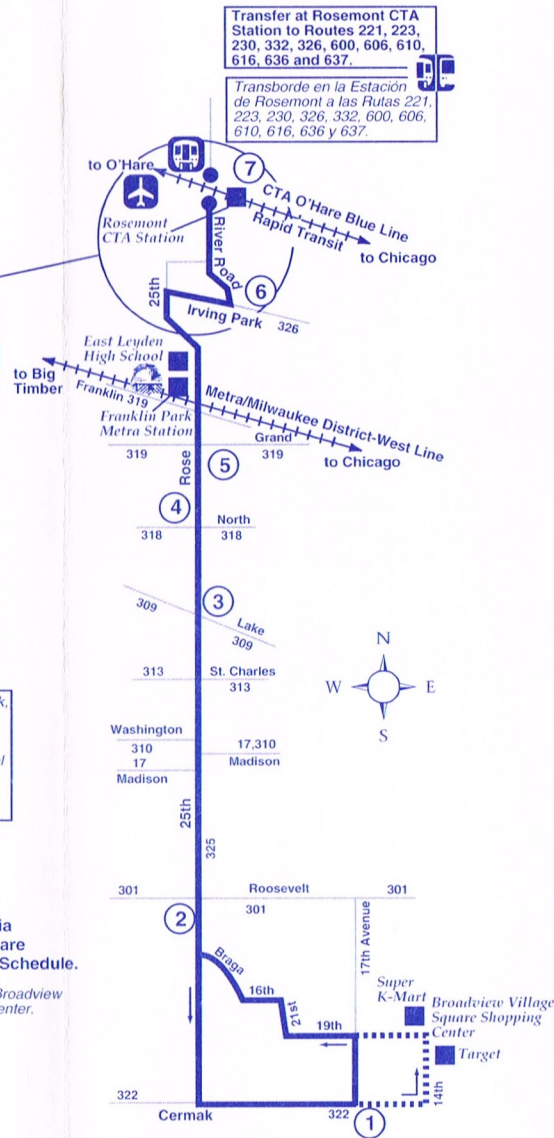 Transfer at Rosemont CTA
Station to Routes 221, 223,
230, 332, 326, 600, 606, 610,
616, 636 and 637.
Transborde en la Estación
de Rosemont a las Rutas 221,
223, 230, 326, 332, 600, 606,
610, 616, 636 y 637.
to O'Hare
7
CTA O'Hare Blue Line
Rapid Transit
to Chicago
Rosemont
CTA Station
River Road
25th
6
Irving Park
326
East Leyden
High School
to Big
Timber
Franklin 319
Franklin Park
Metra Station
Metra/Milwaukee District-West Line
Grand
319
319
to Chicago
Rose
5
4
North
318
318
3
309
Lake
309
N
W
E
S
313
St. Charles
313
Washington
310
17,310
17
Madison
Madison
25th
325
301
Roosevelt
301
301
2
17th Avenue
Braga
16th
21st
19th
Super
K-Mart
Broadview Village
Square Shopping
Center
Target
14th
322
Cermak
322
1
k,
ia
are
Schedule.
Broadview
enter.